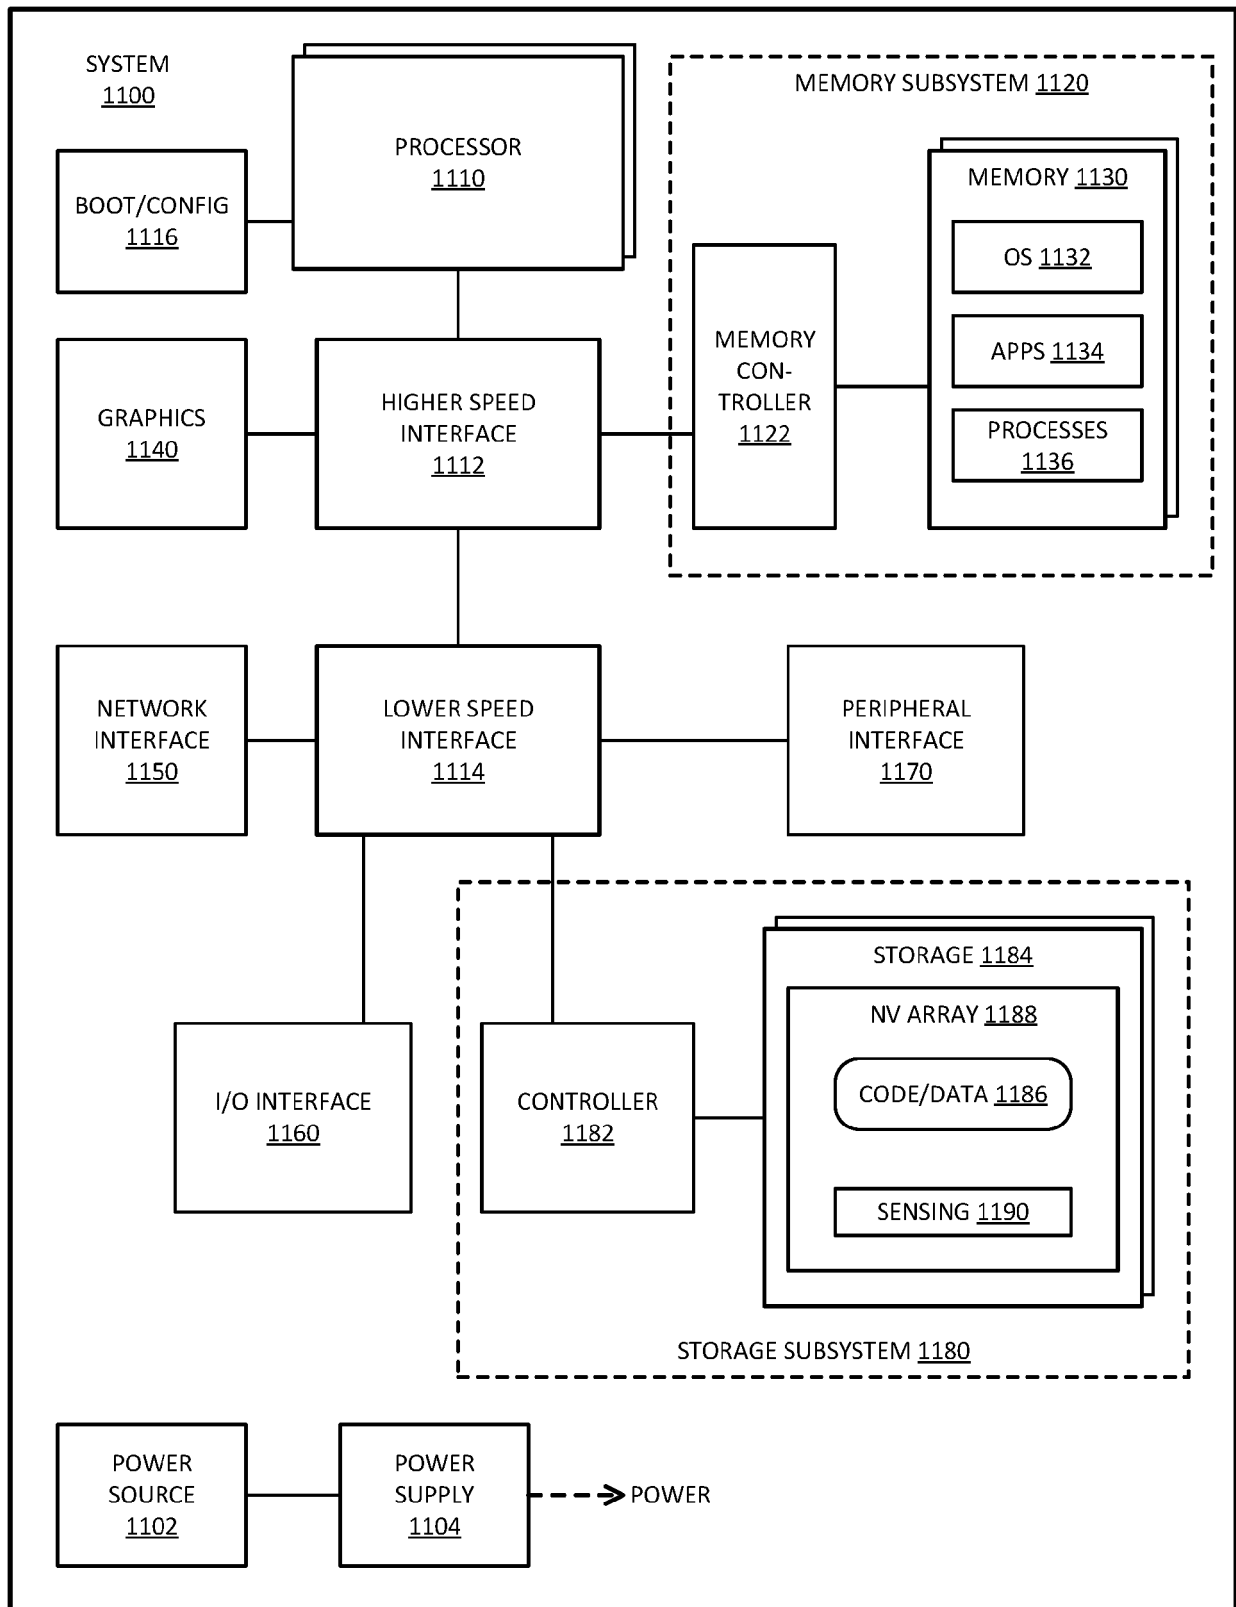 SYSTEM
1100
PROCESSOR
1110
BOOT/CONFIG
1116
MEMORY SUBSYSTEM 1120
MEMORY 1130
OS 1132
APPS 1134
PROCESSES
1136
MEMORY
CON-
TROLLER
1122
GRAPHICS
1140
HIGHER SPEED
INTERFACE
1112
NETWORK
INTERFACE
1150
LOWER SPEED
INTERFACE
1114
PERIPHERAL
INTERFACE
1170
I/O INTERFACE
1160
CONTROLLER
1182
STORAGE 1184
NV ARRAY 1188
CODE/DATA 1186
SENSING 1190
STORAGE SUBSYSTEM 1180
POWER
SOURCE
1102
POWER
SUPPLY
1104
POWER